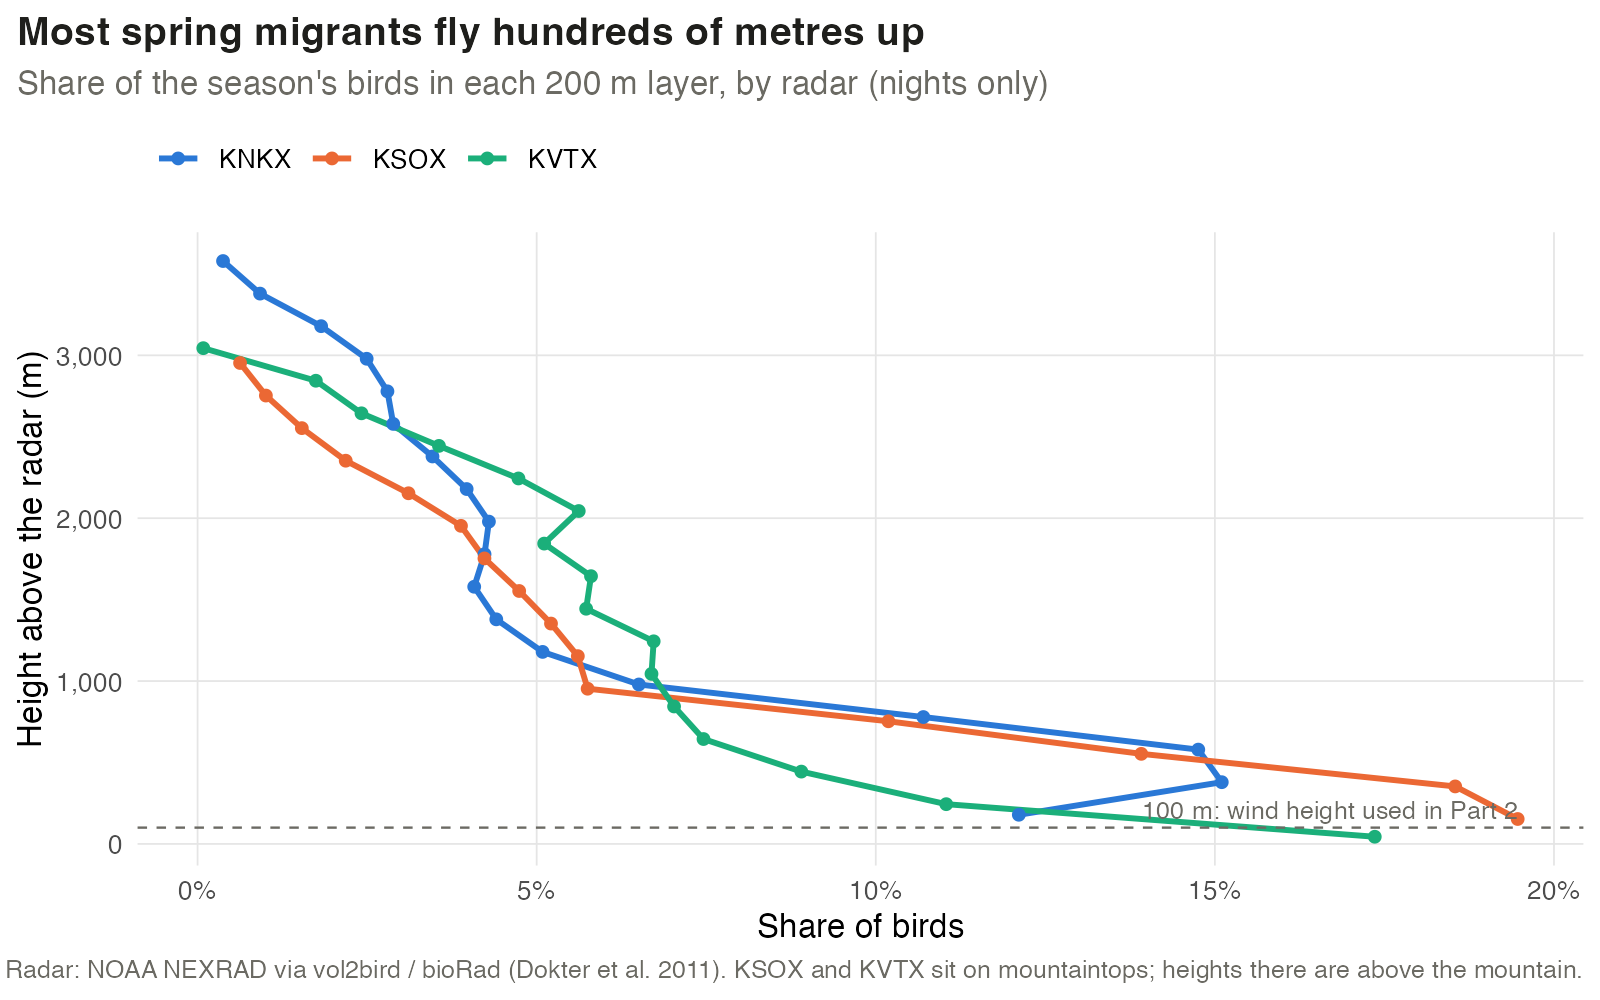 Most spring migrants fly hundreds of metres up
Share of the season's birds in each 200 m layer, by radar (nights only)
KNKX KSOX KVTX
Height above the radar (m)
3,000
2,000
1,000
0
100 m: wind height used in Part 2
0% 5% 10% 15% 20%
Share of birds
Radar: NOAA NEXRAD via vol2bird / bioRad (Dokter et al. 2011). KSOX and KVTX sit on mountaintops; heights there are above the mountain.